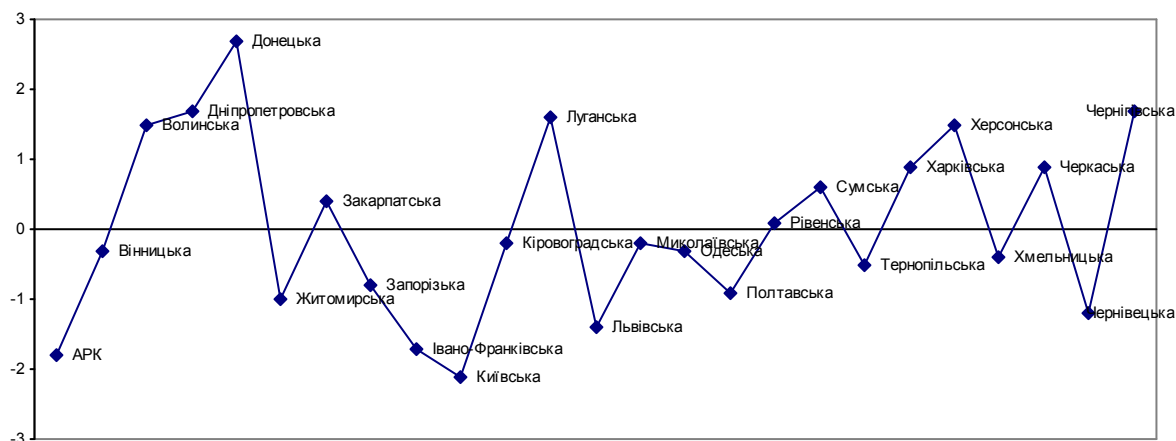 3
Донецька
2
Дніпропетровська
Чернігівська
Волинська
Луганська
Херсонська
1
Харківська
Черкаська
Закарпатська
Сумська
Рівенська
0
Вінницька
Кіровоградська
Миколаївська
Одеська
Хмельницька
Тернопільська
Запорізька
Полтавська
-1
Житомирська
Чернівецька
Львівська
АРК
Івано-Франківська
-2
Київська
-3